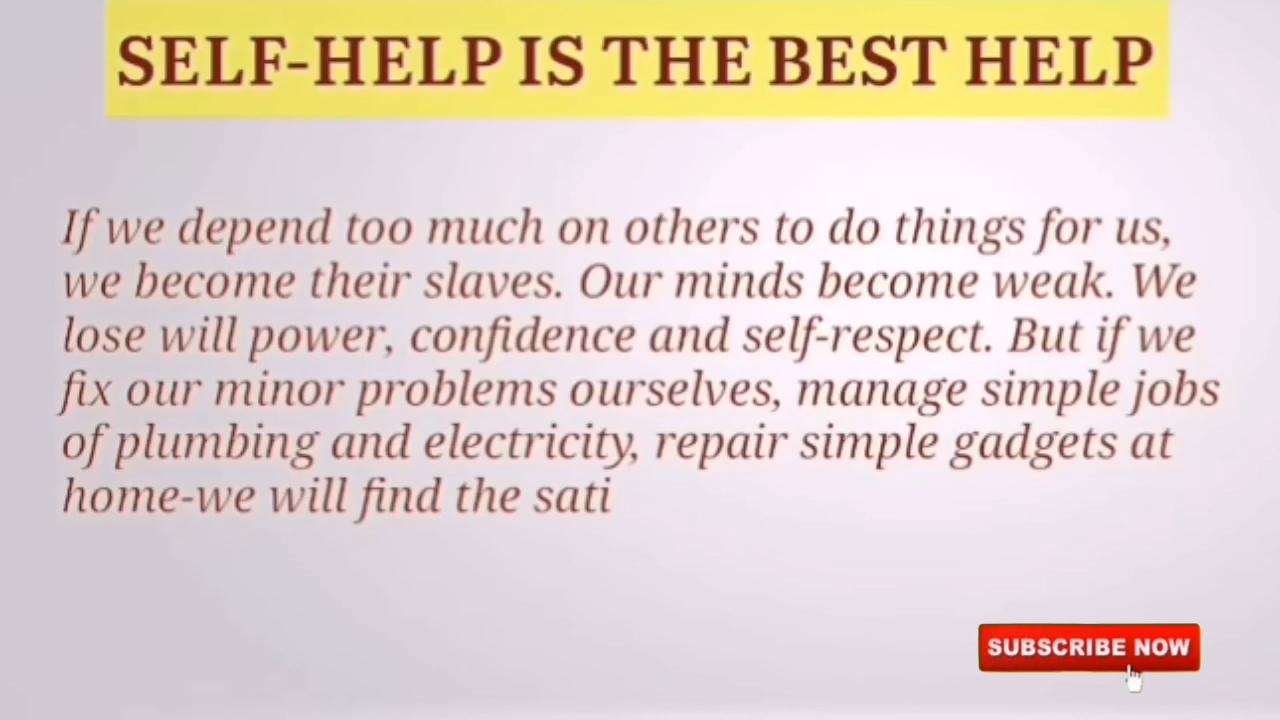 SELF-HELP IS THE BEST HELP
If we depend too much on others to do things for us,
we become their slaves. Our minds become weak. We
lose will power, confidence and self-respect. But if we
fix our minor problems ourselves, manage simple jobs
of plumbing and electricity, repair simple gadgets at
home-we will find the sati
SUBSCRIBE NOW